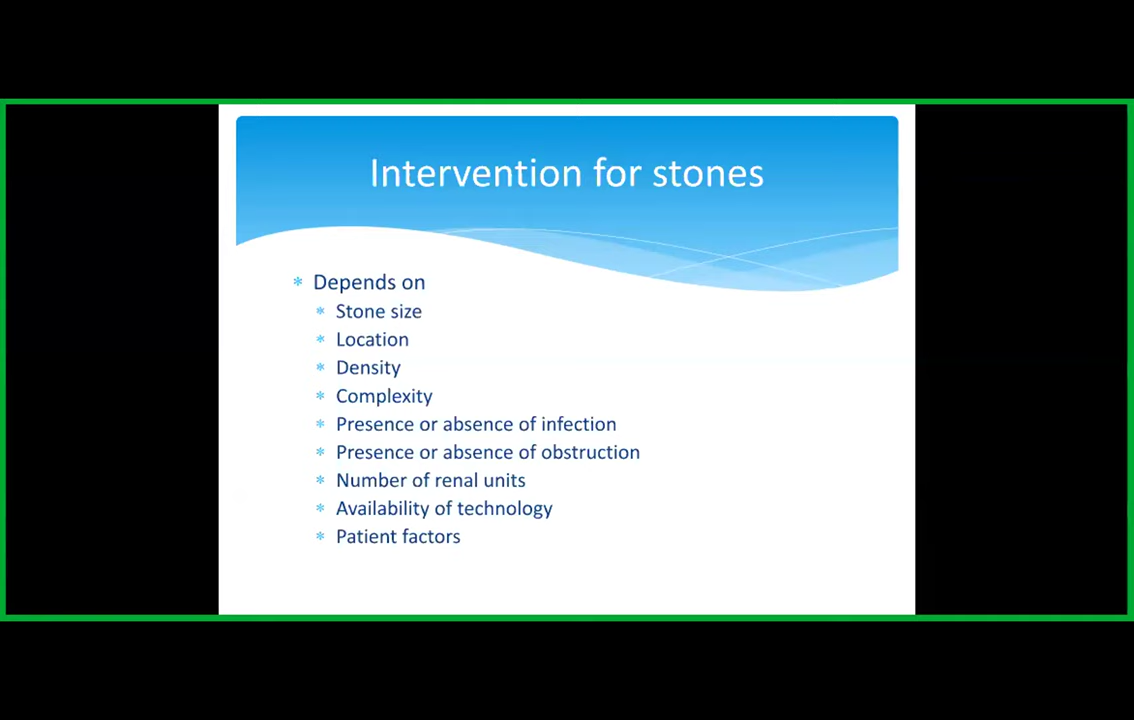 Intervention for stones
* Depends on
* Stone size
* Location
* Density
* Complexity
* Presence or absence of infection
* Presence or absence of obstruction
* Number of renal units
* Availability of technology
* Patient factors